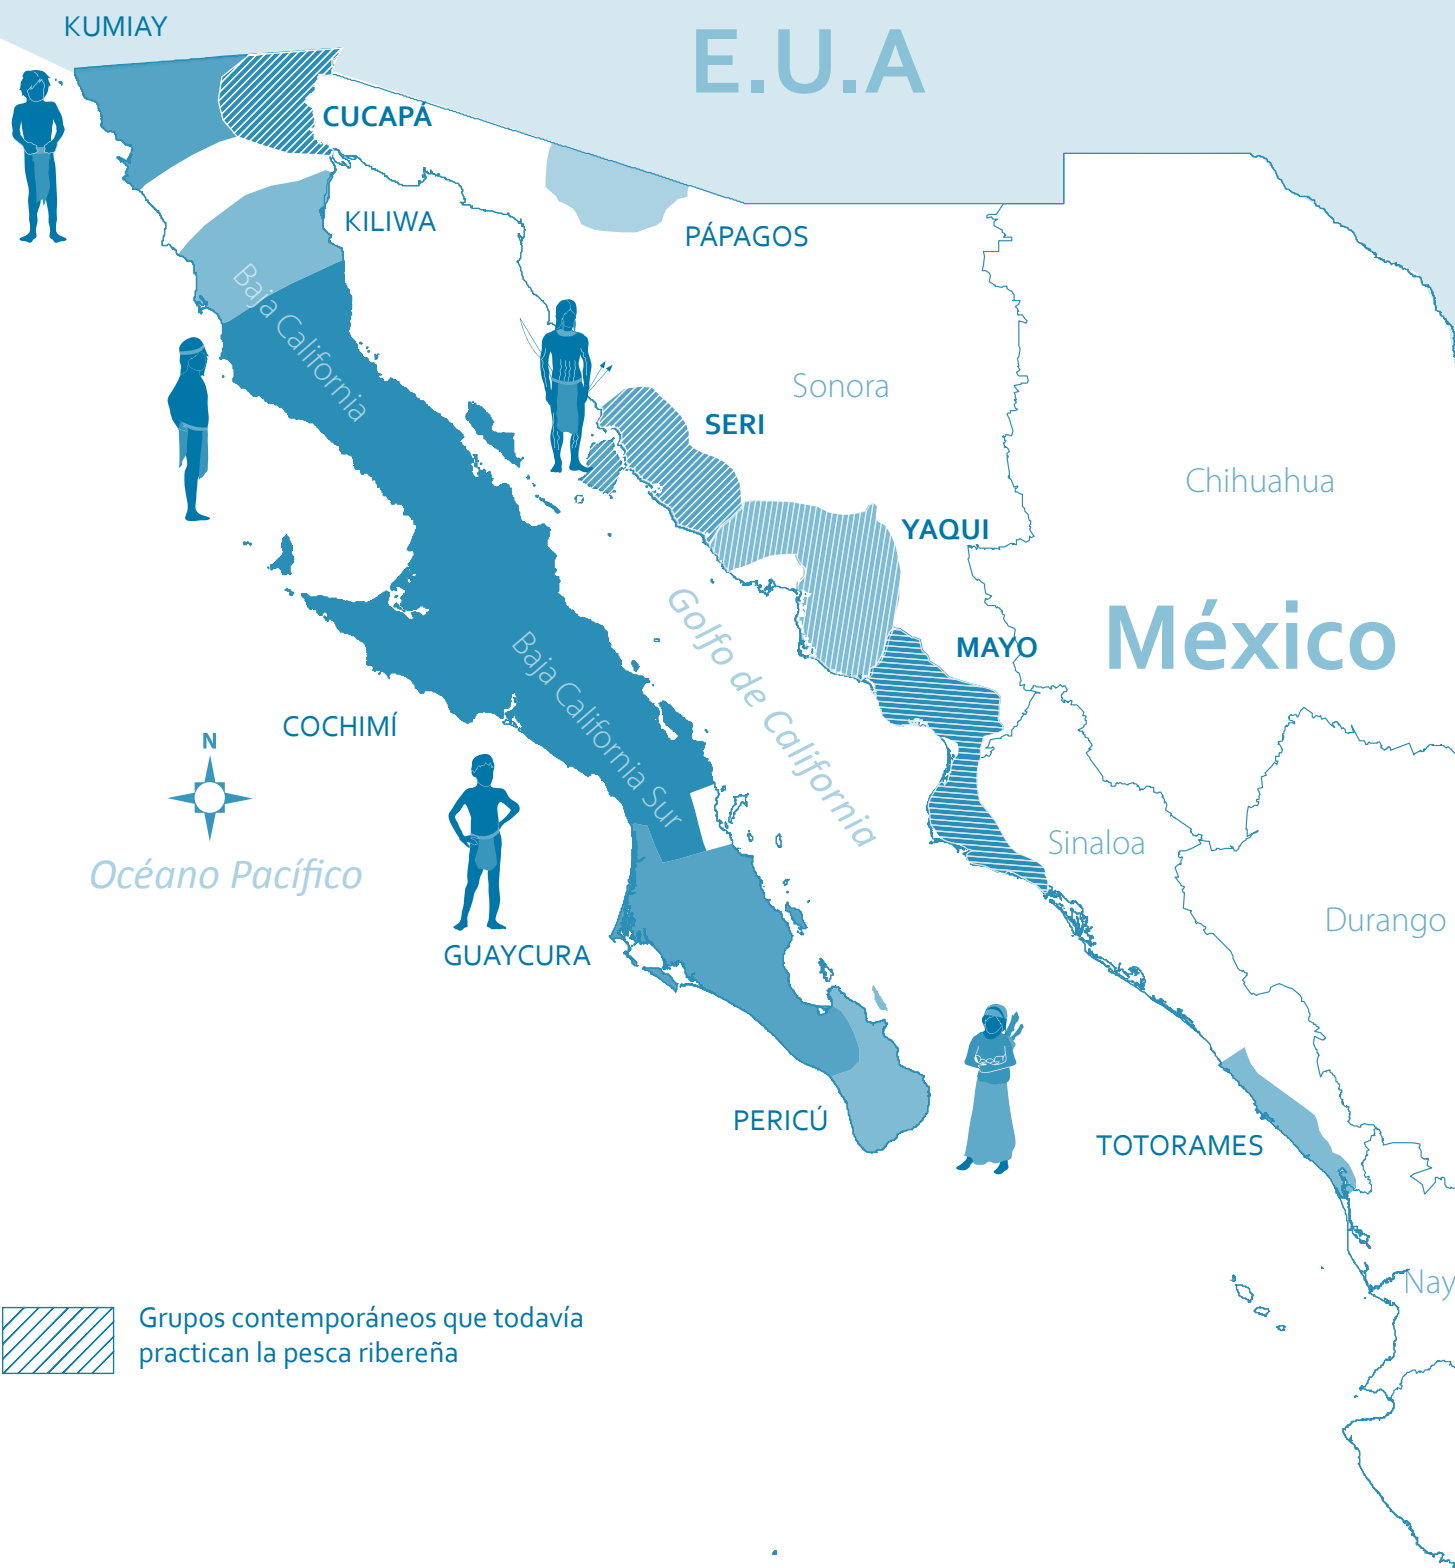 KUMIAY
E.U.A
CUCAPÁ
KILIWA
PÁPAGOS
Baja California
Sonora
SERI
Chihuahua
YAQUI
Golfo de California
México
MAYO
Baja California Sur
COCHIMÍ
N
Sinaloa
Océano Pacífico
Durango
GUAYCURA
PERICÚ
TOTORAMES
Nay
Grupos contemporáneos que todavía
practican la pesca ribereña